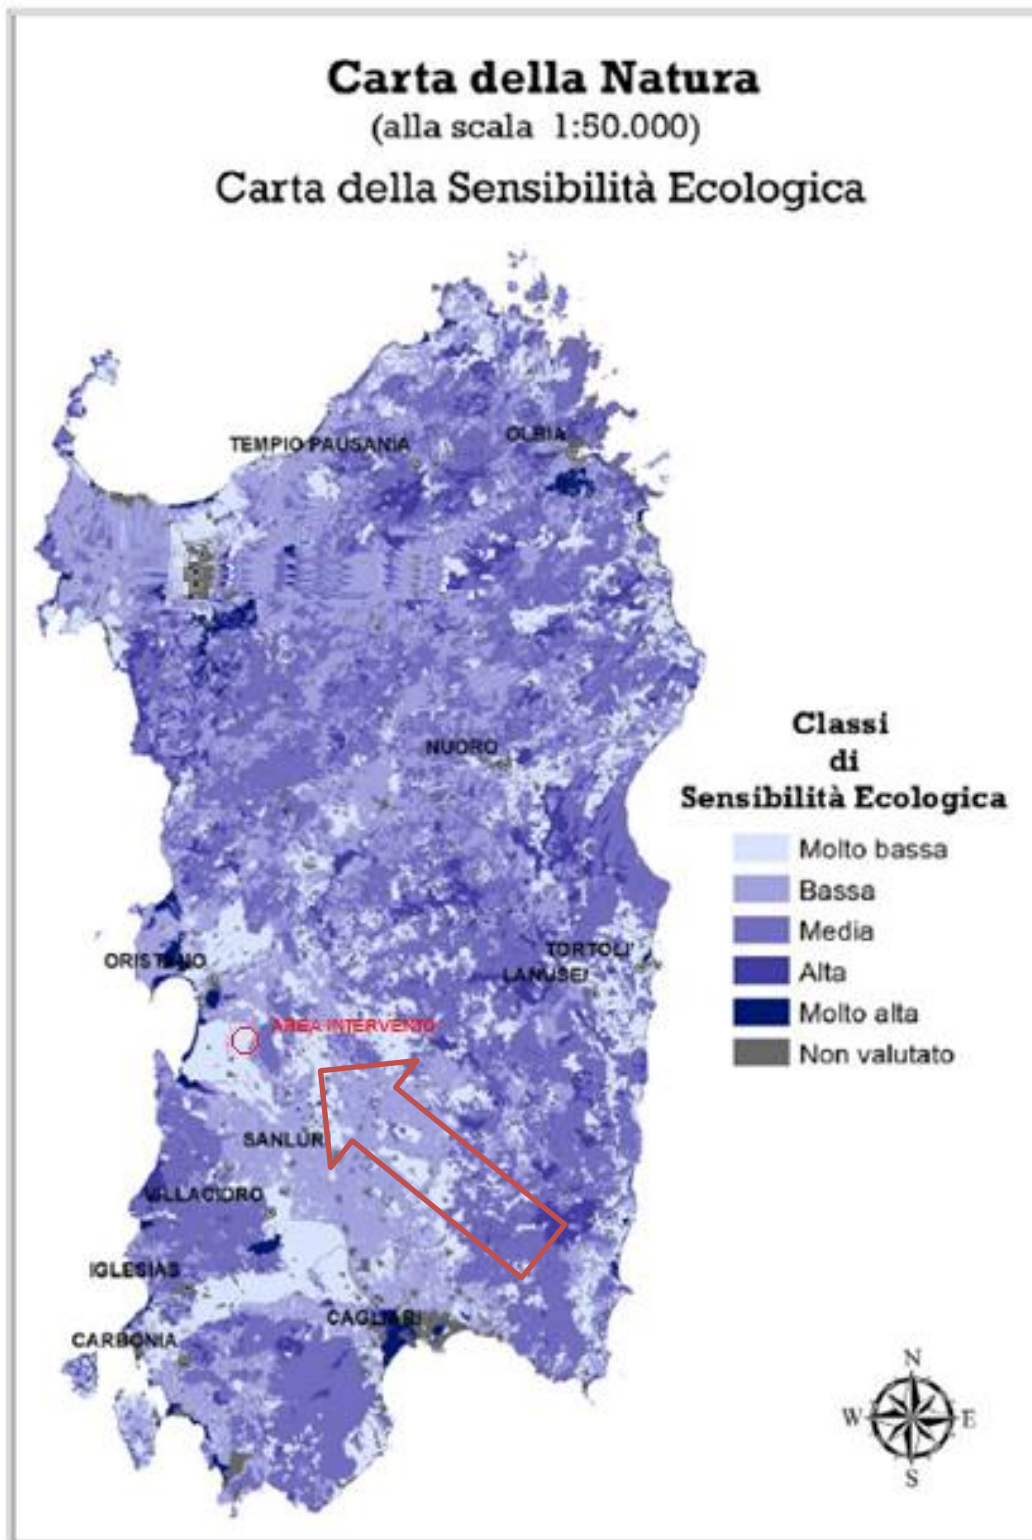 Carta della Natura
(alla scala 1:50.000)
Carta della Sensibilità Ecologica
TEMPIO PAUSANIA
OLBIA
NUORO
Classi
di
Sensibilità Ecologica
Molto bassa
Bassa
Media
Alta
Molto alta
Non valutato
TORTOLI'
LANUSEI
ORISTANO
AREA INTERVENTO
SANLURI
VILLACIDRO
IGLESIAS
CAGLIARI
CARBONIA
N
W E
S